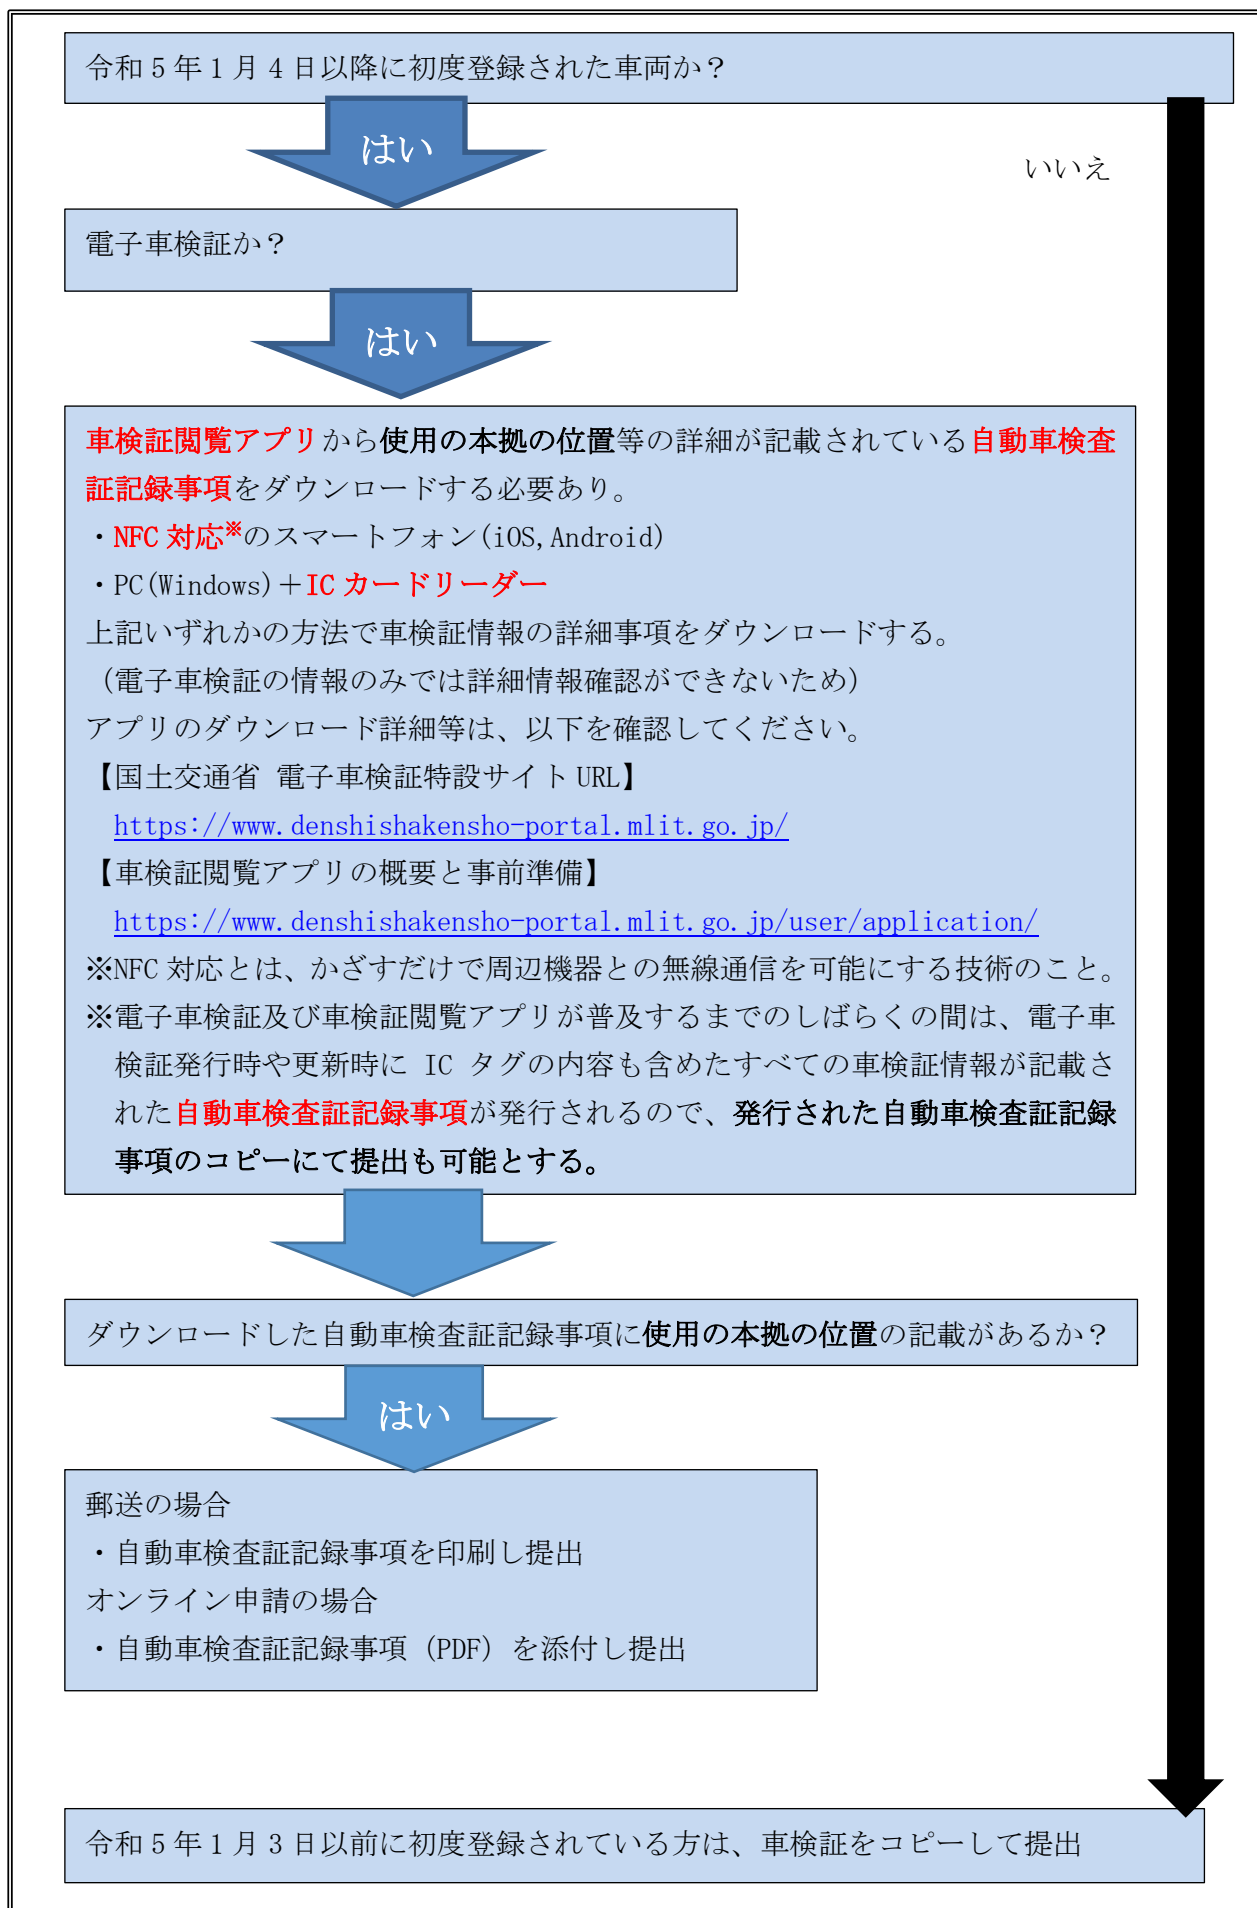 令和5年1月4日以降に初度登録された車両か？
はい
いいえ
電子車検証か？
はい
車検証閲覧アプリから使用の本拠の位置等の詳細が記載されている自動車検査
証記録事項をダウンロードする必要あり。
・NFC 対応※のスマートフォン(iOS,Android)
・PC(Windows)＋IC カードリーダー
上記いずれかの方法で車検証情報の詳細事項をダウンロードする。
（電子車検証の情報のみでは詳細情報確認ができないため）
アプリのダウンロード詳細等は、以下を確認してください。
【国土交通省 電子車検証特設サイト URL】
https://www.denshishakensho-portal.mlit.go.jp/
【車検証閲覧アプリの概要と事前準備】
https://www.denshishakensho-portal.mlit.go.jp/user/application/
※NFC 対応とは、かざすだけで周辺機器との無線通信を可能にする技術のこと。
※電子車検証及び車検証閲覧アプリが普及するまでのしばらくの間は、電子車
検証発行時や更新時に IC タグの内容も含めたすべての車検証情報が記載さ
れた自動車検査証記録事項が発行されるので、発行された自動車検査証記録
事項のコピーにて提出も可能とする。
ダウンロードした自動車検査証記録事項に使用の本拠の位置の記載があるか？
はい
郵送の場合
・自動車検査証記録事項を印刷し提出
オンライン申請の場合
・自動車検査証記録事項（PDF）を添付し提出
令和5年1月3日以前に初度登録されている方は、車検証をコピーして提出